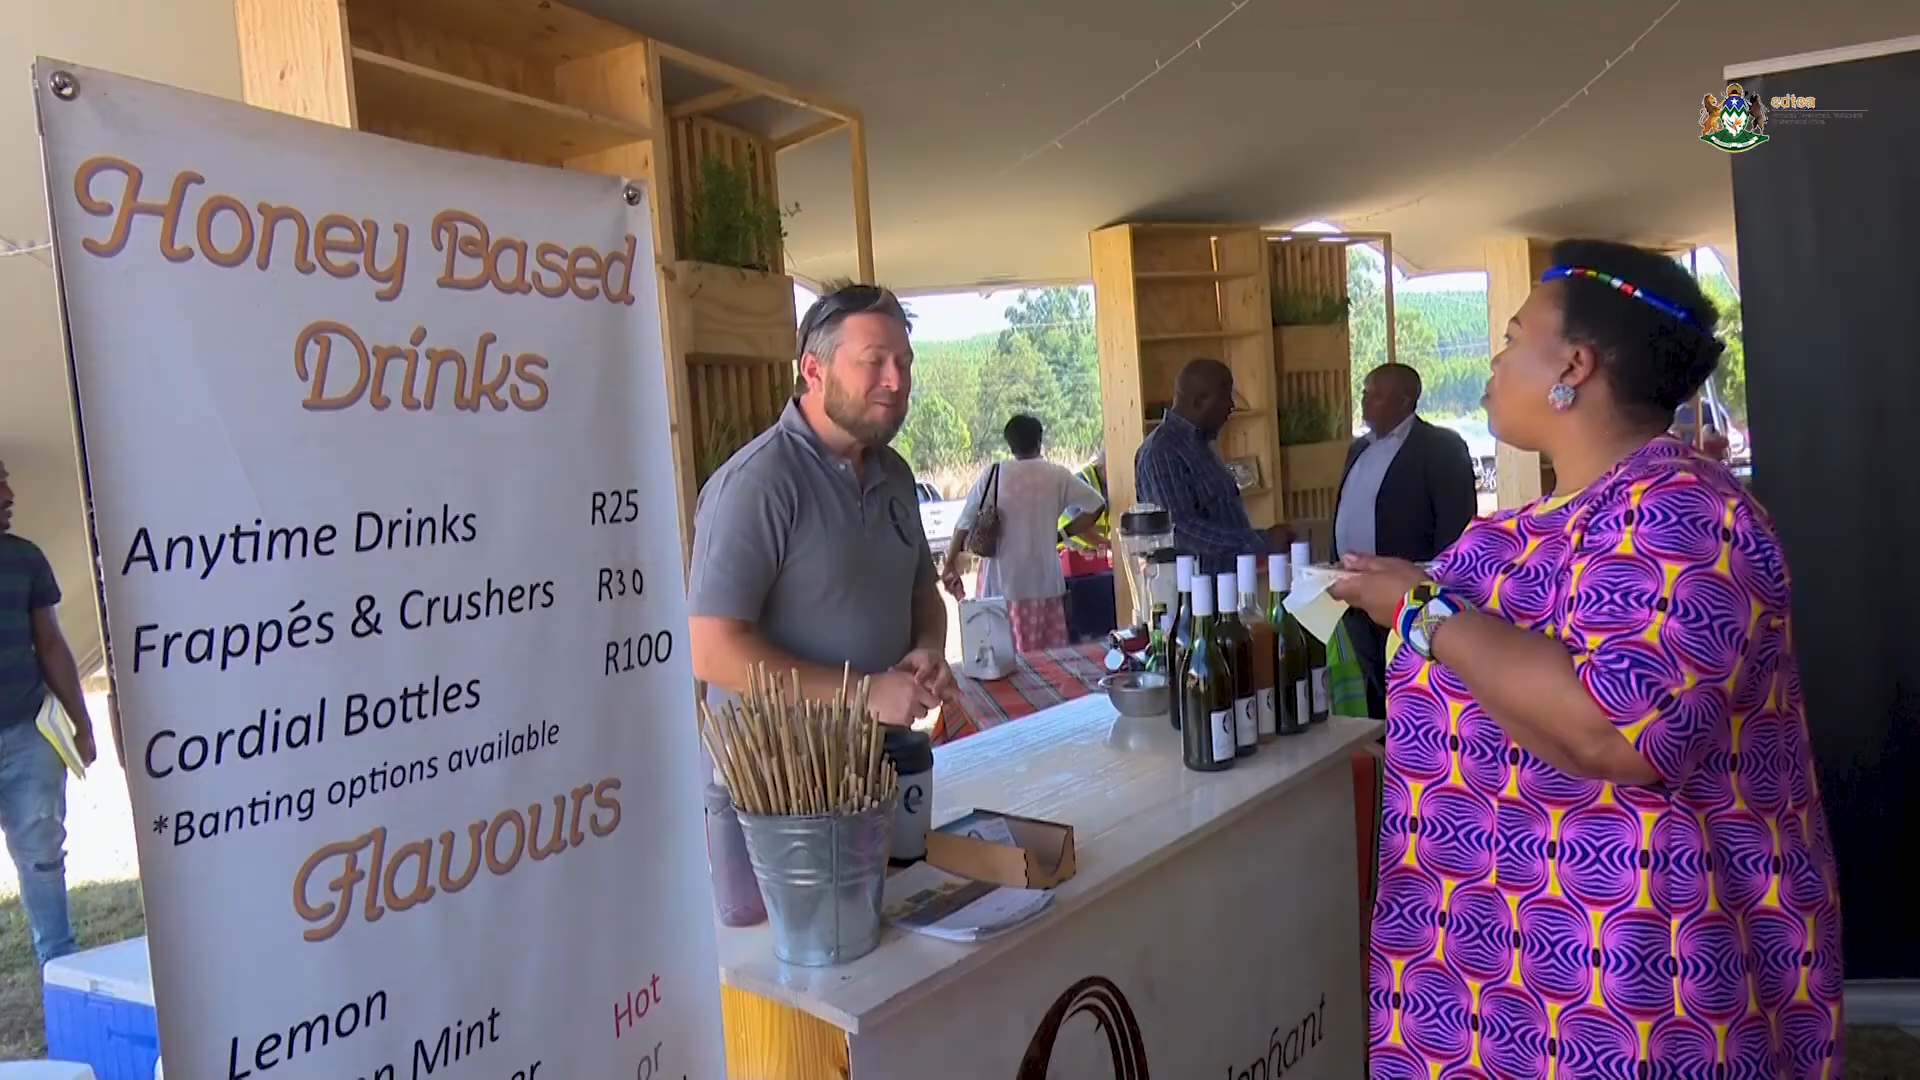 Honey Based
Drinks
Anytime Drinks R25
Frappés & Crushers R30
Cordial Bottles R100
*Banting options available
Flavours
Lemon
Mint
Hot
or
edtea